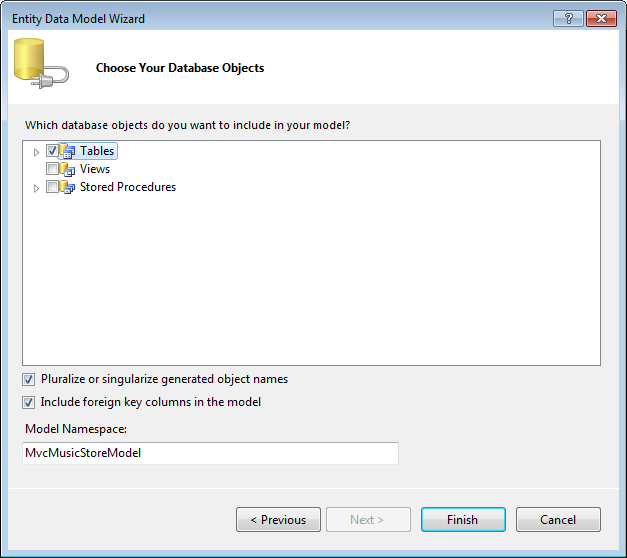 Entity Data Model Wizard
?
Choose Your Database Objects
Which database objects do you want to include in your model?
Tables
Views
Stored Procedures
Pluralize or singularize generated object names
Include foreign key columns in the model
Model Namespace:
MvcMusicStoreModel
< Previous
Next >
Finish
Cancel